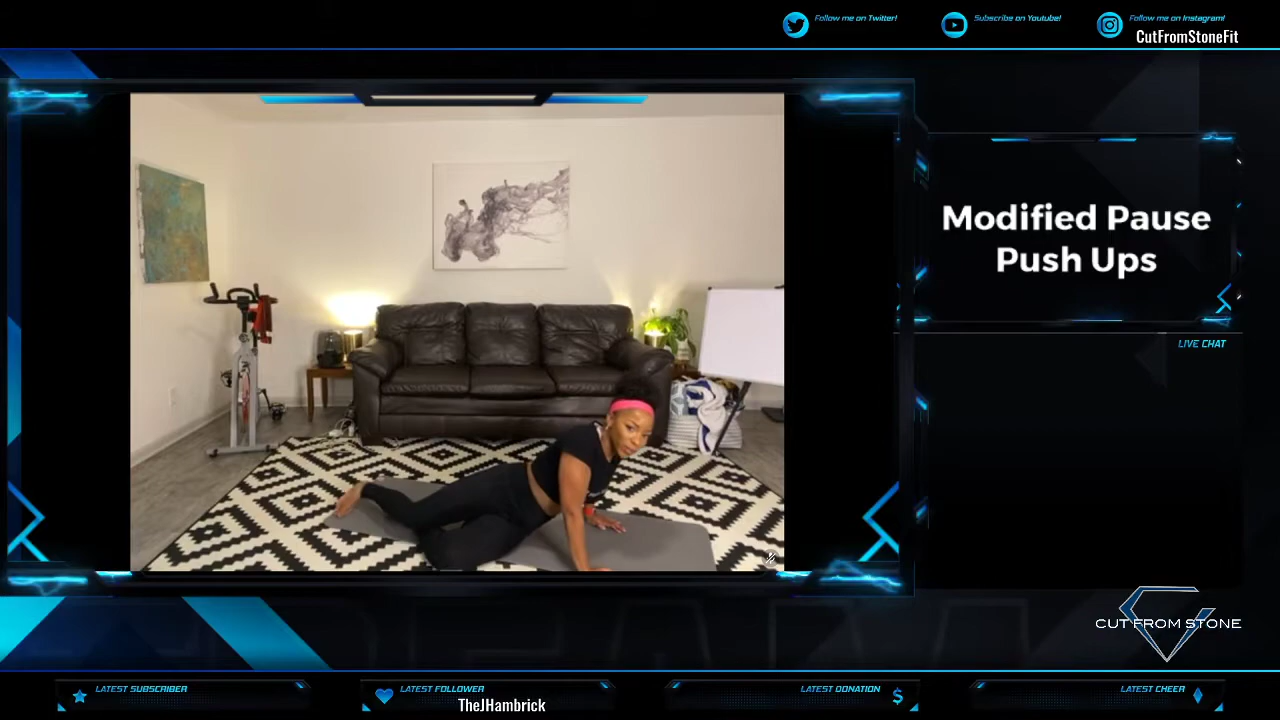 Follow me on Twitter!
Subscribe on Youtube!
Follow me on Instagram!
CutFromStoneFit
Modified Pause
Push Ups
LIVE CHAT
CUT FROM STONE
LATEST SUBSCRIBER
LATEST FOLLOWER
TheJHambrick
LATEST DONATION
LATEST CHEER